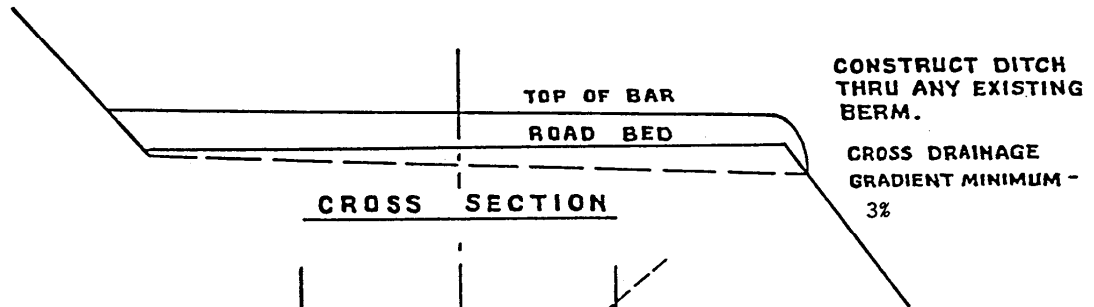 TOP OF BAR
ROAD BED
CROSS SECTION
CONSTRUCT DITCH
THRU ANY EXISTING
BERM.
CROSS DRAINAGE
GRADIENT MINIMUM -
3%